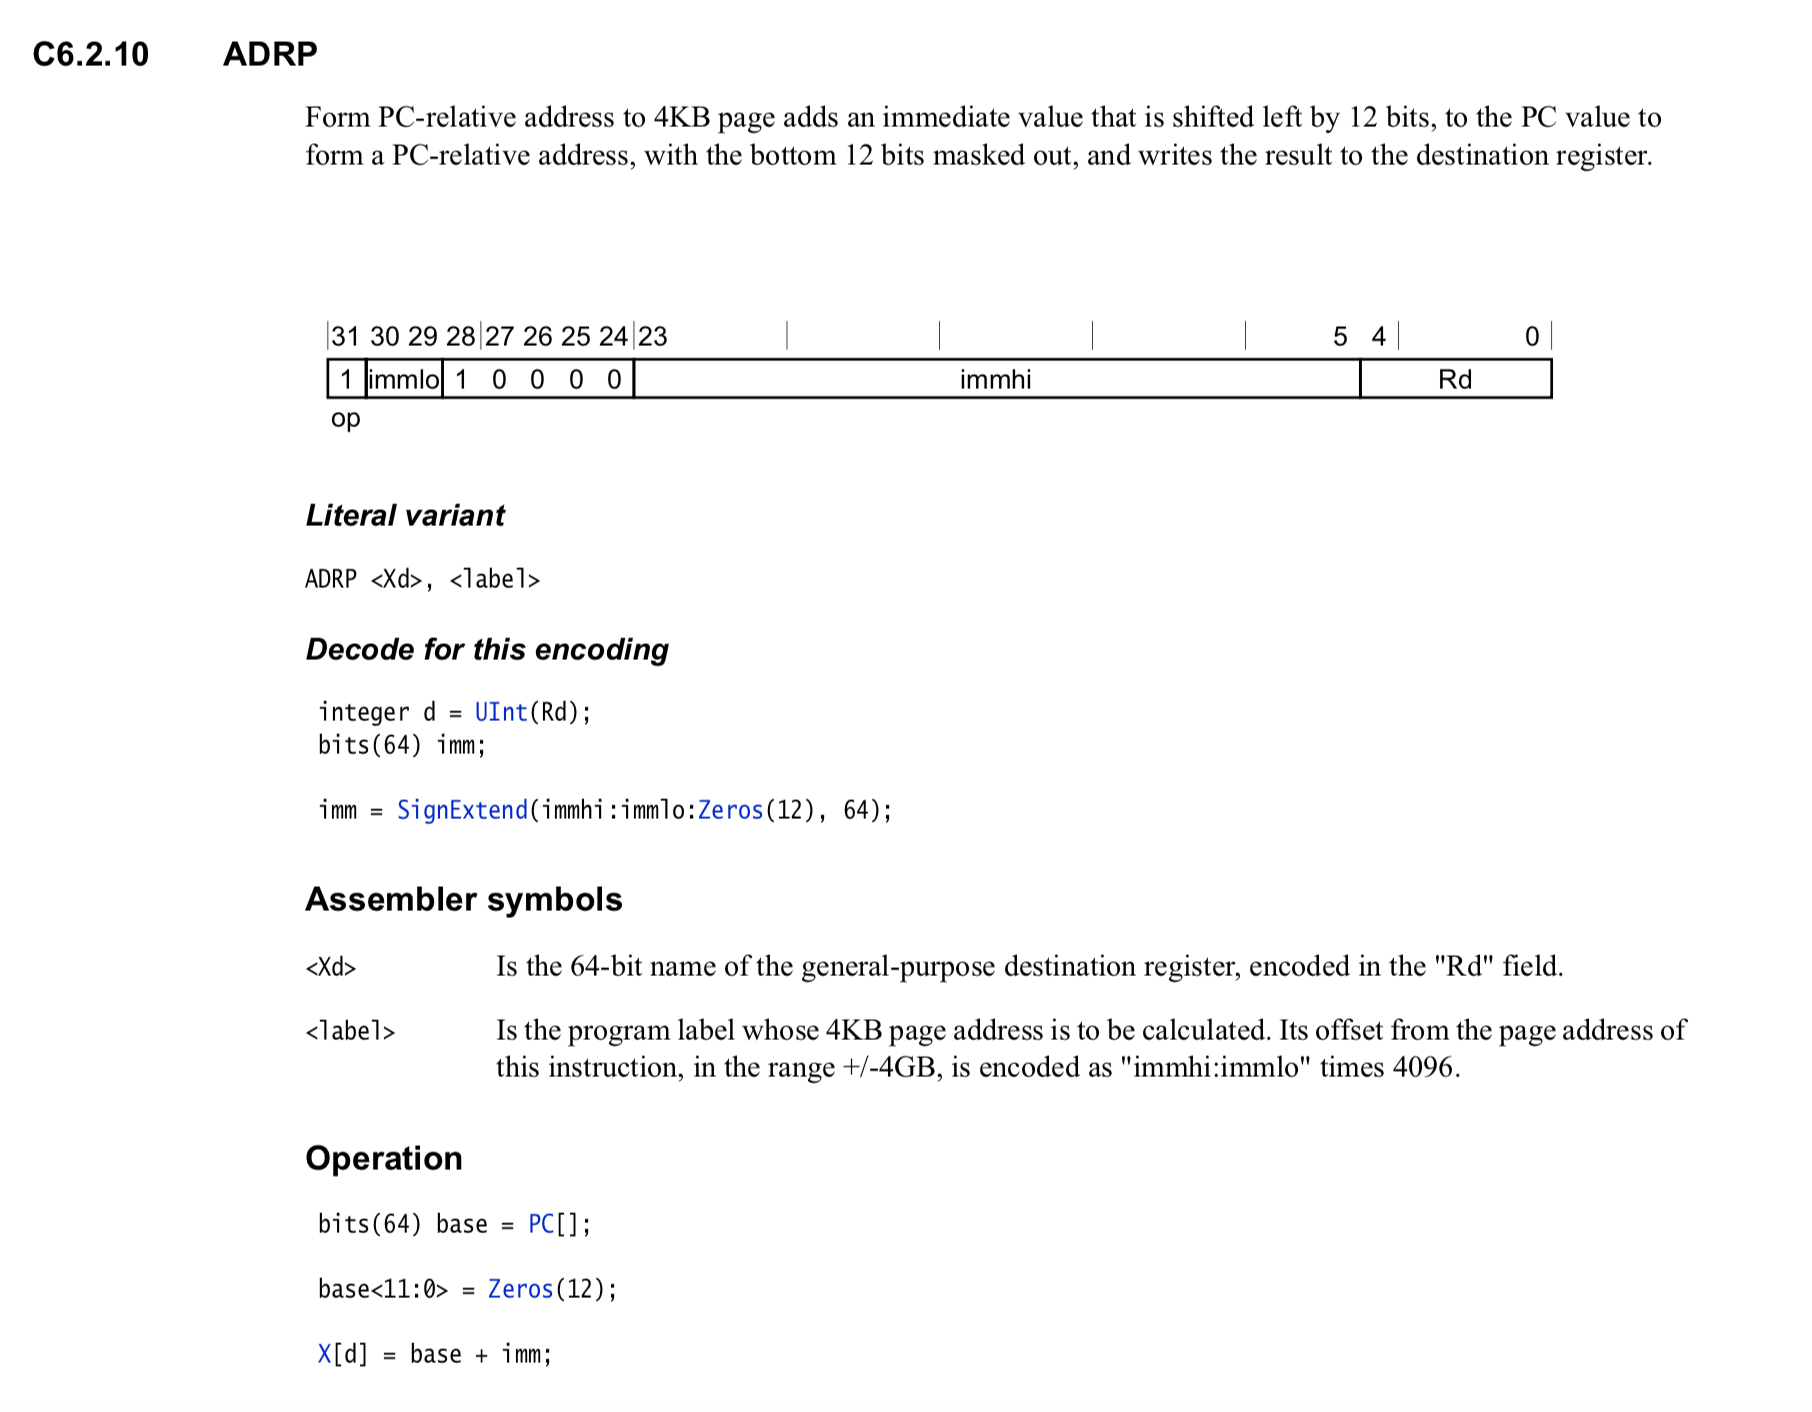 C6.2.10 ADRP
Form PC-relative address to 4KB page adds an immediate value that is shifted left by 12 bits, to the PC value to
form a PC-relative address, with the bottom 12 bits masked out, and writes the result to the destination register.
31 30 29 28 27 26 25 24 23 5 4 0
1 immlo 1 0 0 0 0 immhi Rd
op
Literal variant
ADRP <Xd>, <label>
Decode for this encoding
integer d = UInt(Rd);
bits(64) imm;
imm = SignExtend(immhi:immlo:Zeros(12), 64);
Assembler symbols
<Xd> Is the 64-bit name of the general-purpose destination register, encoded in the "Rd" field.
<label> Is the program label whose 4KB page address is to be calculated. Its offset from the page address of
this instruction, in the range +/-4GB, is encoded as "immhi:immlo" times 4096.
Operation
bits(64) base = PC[];
base<11:0> = Zeros(12);
X[d] = base + imm;